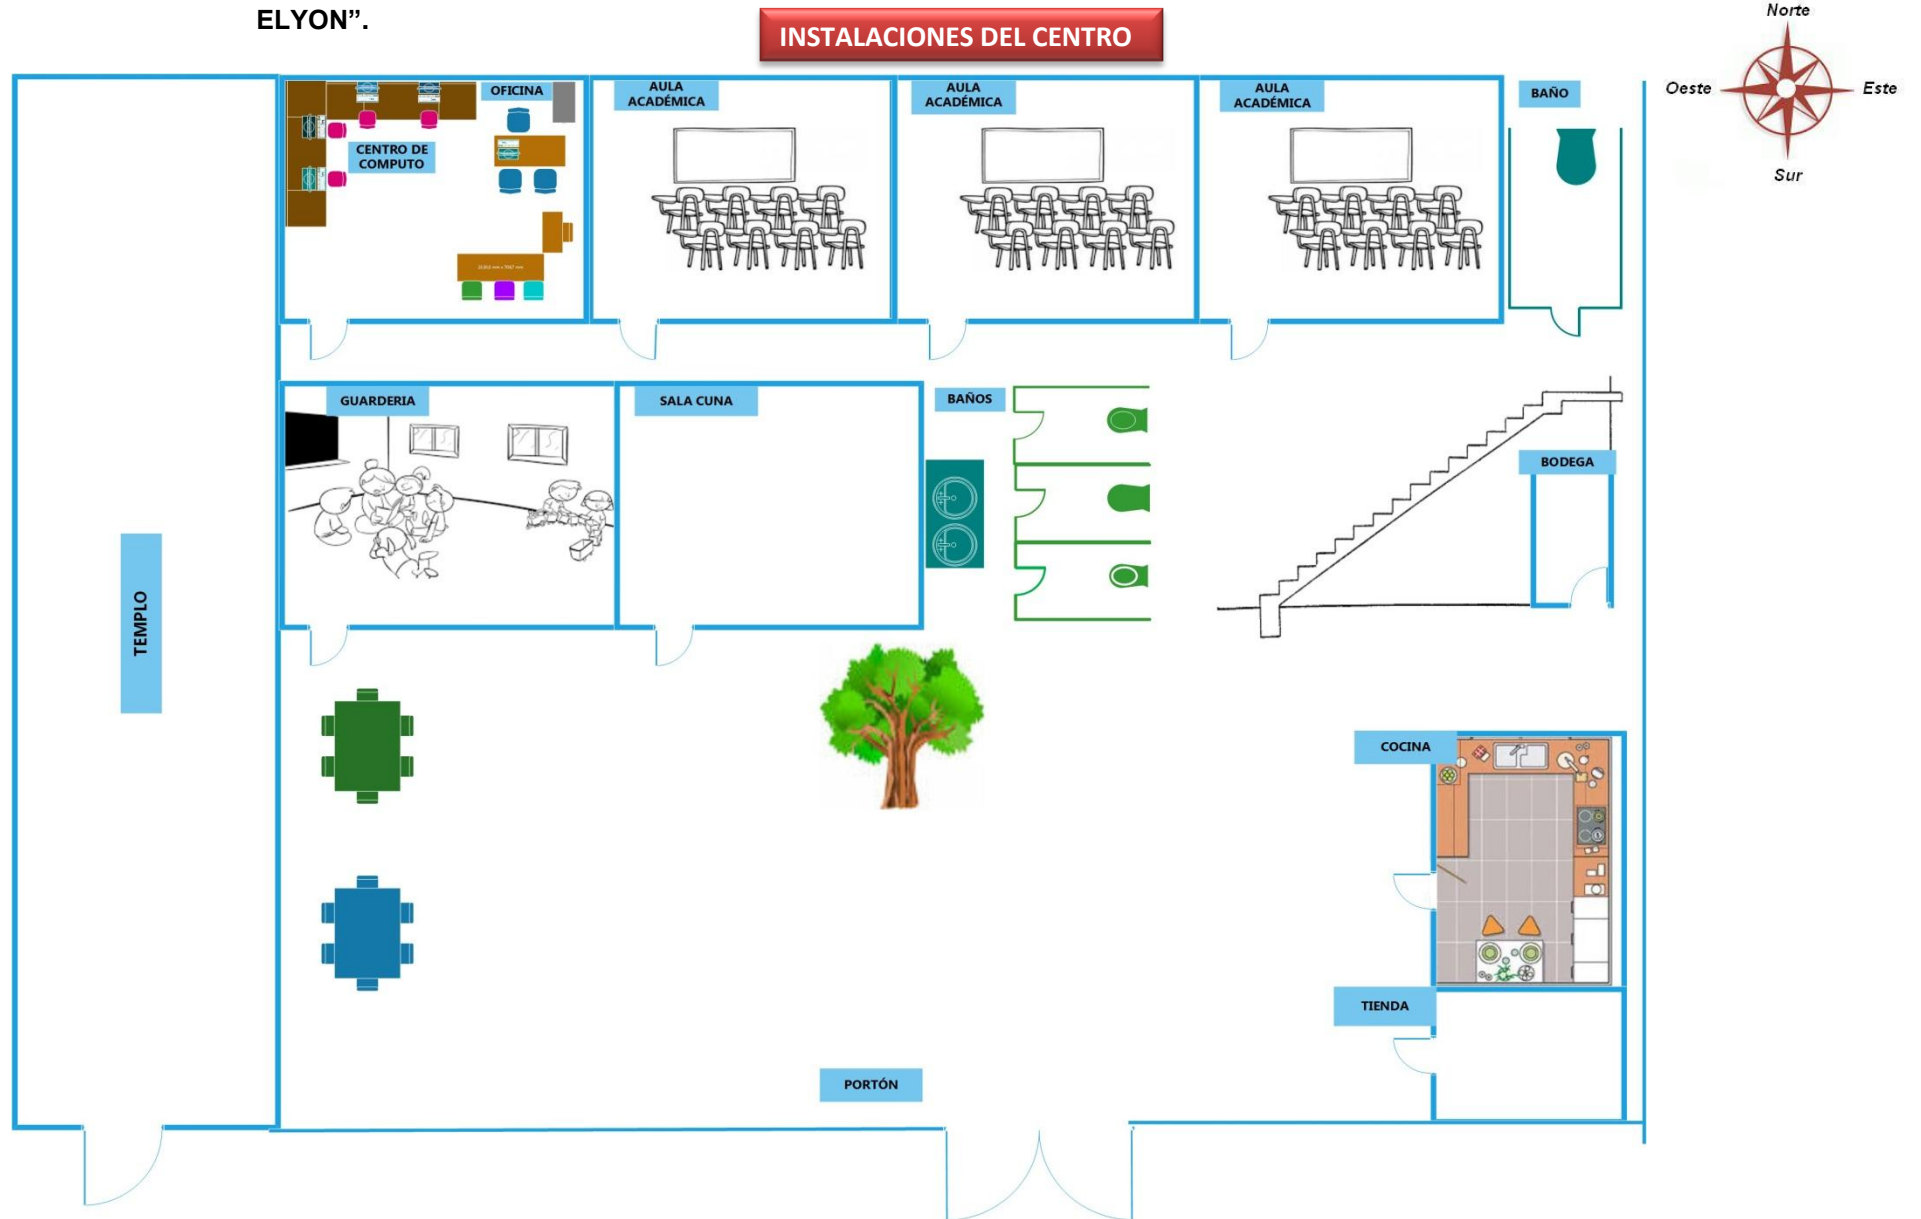 ELYON”.
INSTALACIONES DEL CENTRO
Norte
Oeste
Este
Sur
OFICINA
CENTRO DE
COMPUTO
AULA
ACADÉMICA
AULA
ACADÉMICA
AULA
ACADÉMICA
BAÑO
GUARDERIA
SALA CUNA
BAÑOS
BODEGA
TEMPLO
COCINA
TIENDA
PORTÓN